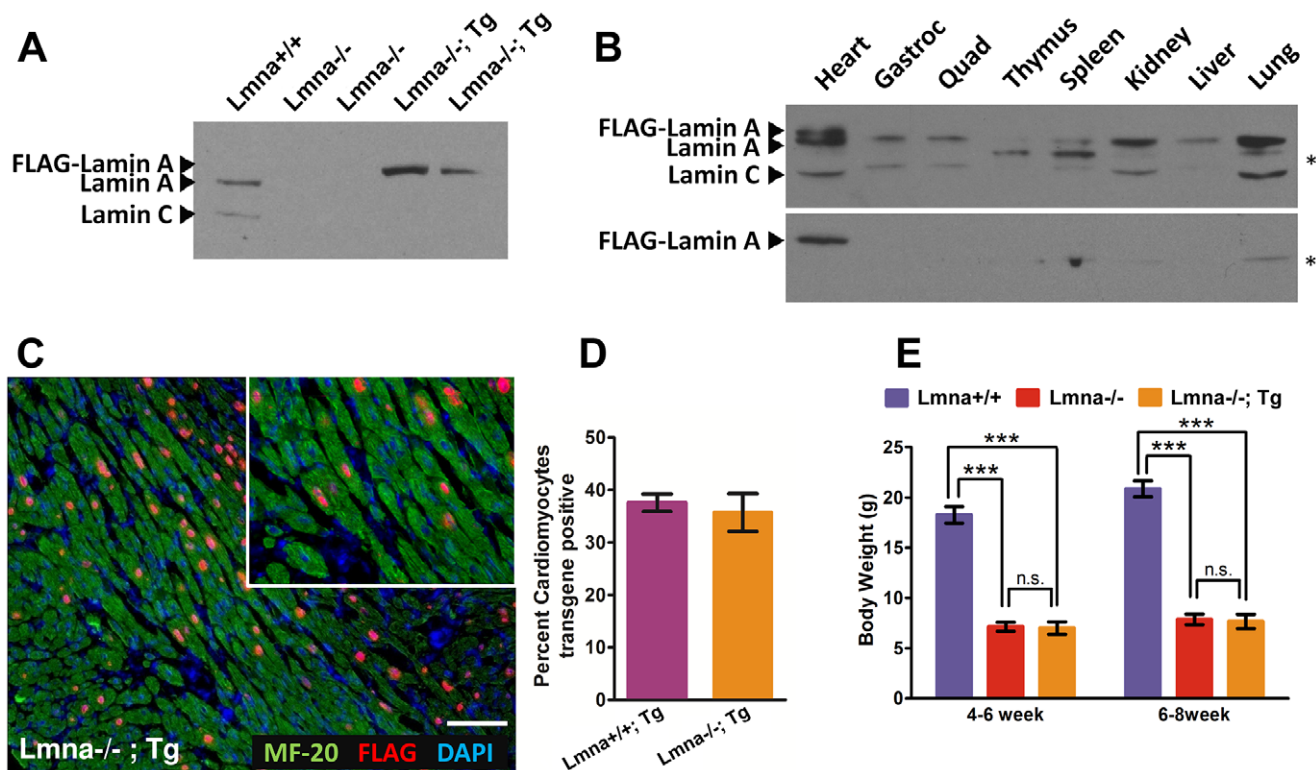 A
Lmna+/+
Lmna-/-
Lmna-/-
Lmna-/-; Tg
Lmna-/-; Tg
FLAG-Lamin A
Lamin A
Lamin C
B
Heart
Gastroc
Quad
Thymus
Spleen
Kidney
Liver
Lung
FLAG-Lamin A
Lamin A
Lamin C
*
FLAG-Lamin A
*
C
Lmna-/- ; Tg
MF-20 FLAG DAPI
D
Percent Cardiomyocytes
transgene positive
50
40
30
20
10
0
Lmna+/+; Tg
Lmna-/-; Tg
E
Lmna+/+ Lmna-/- Lmna-/-; Tg
Body Weight (g)
25
20
15
10
5
0
***
***
n.s.
***
***
n.s.
4-6 week
6-8week